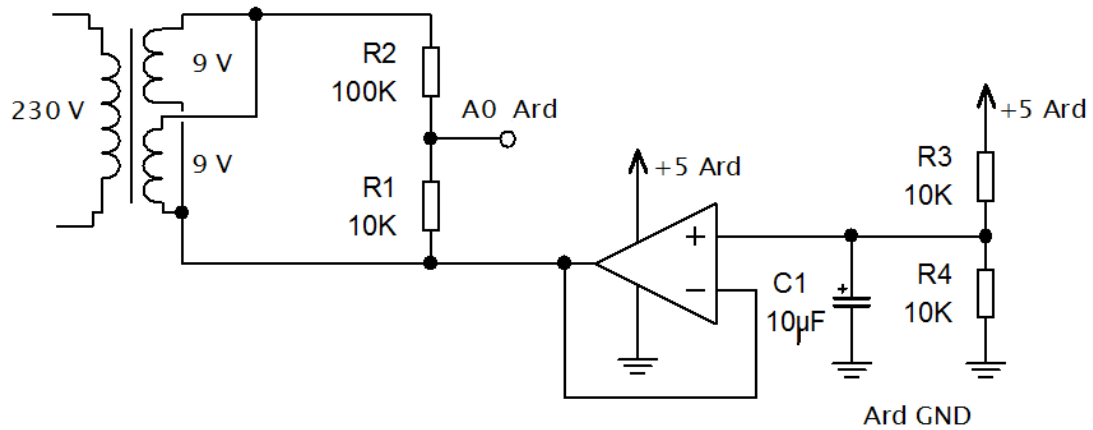 230 V
9 V
9 V
R2
100K
A0 Ard
R1
10K
+5 Ard
+
−
C1
+
10µF
+5 Ard
R3
10K
R4
10K
Ard GND